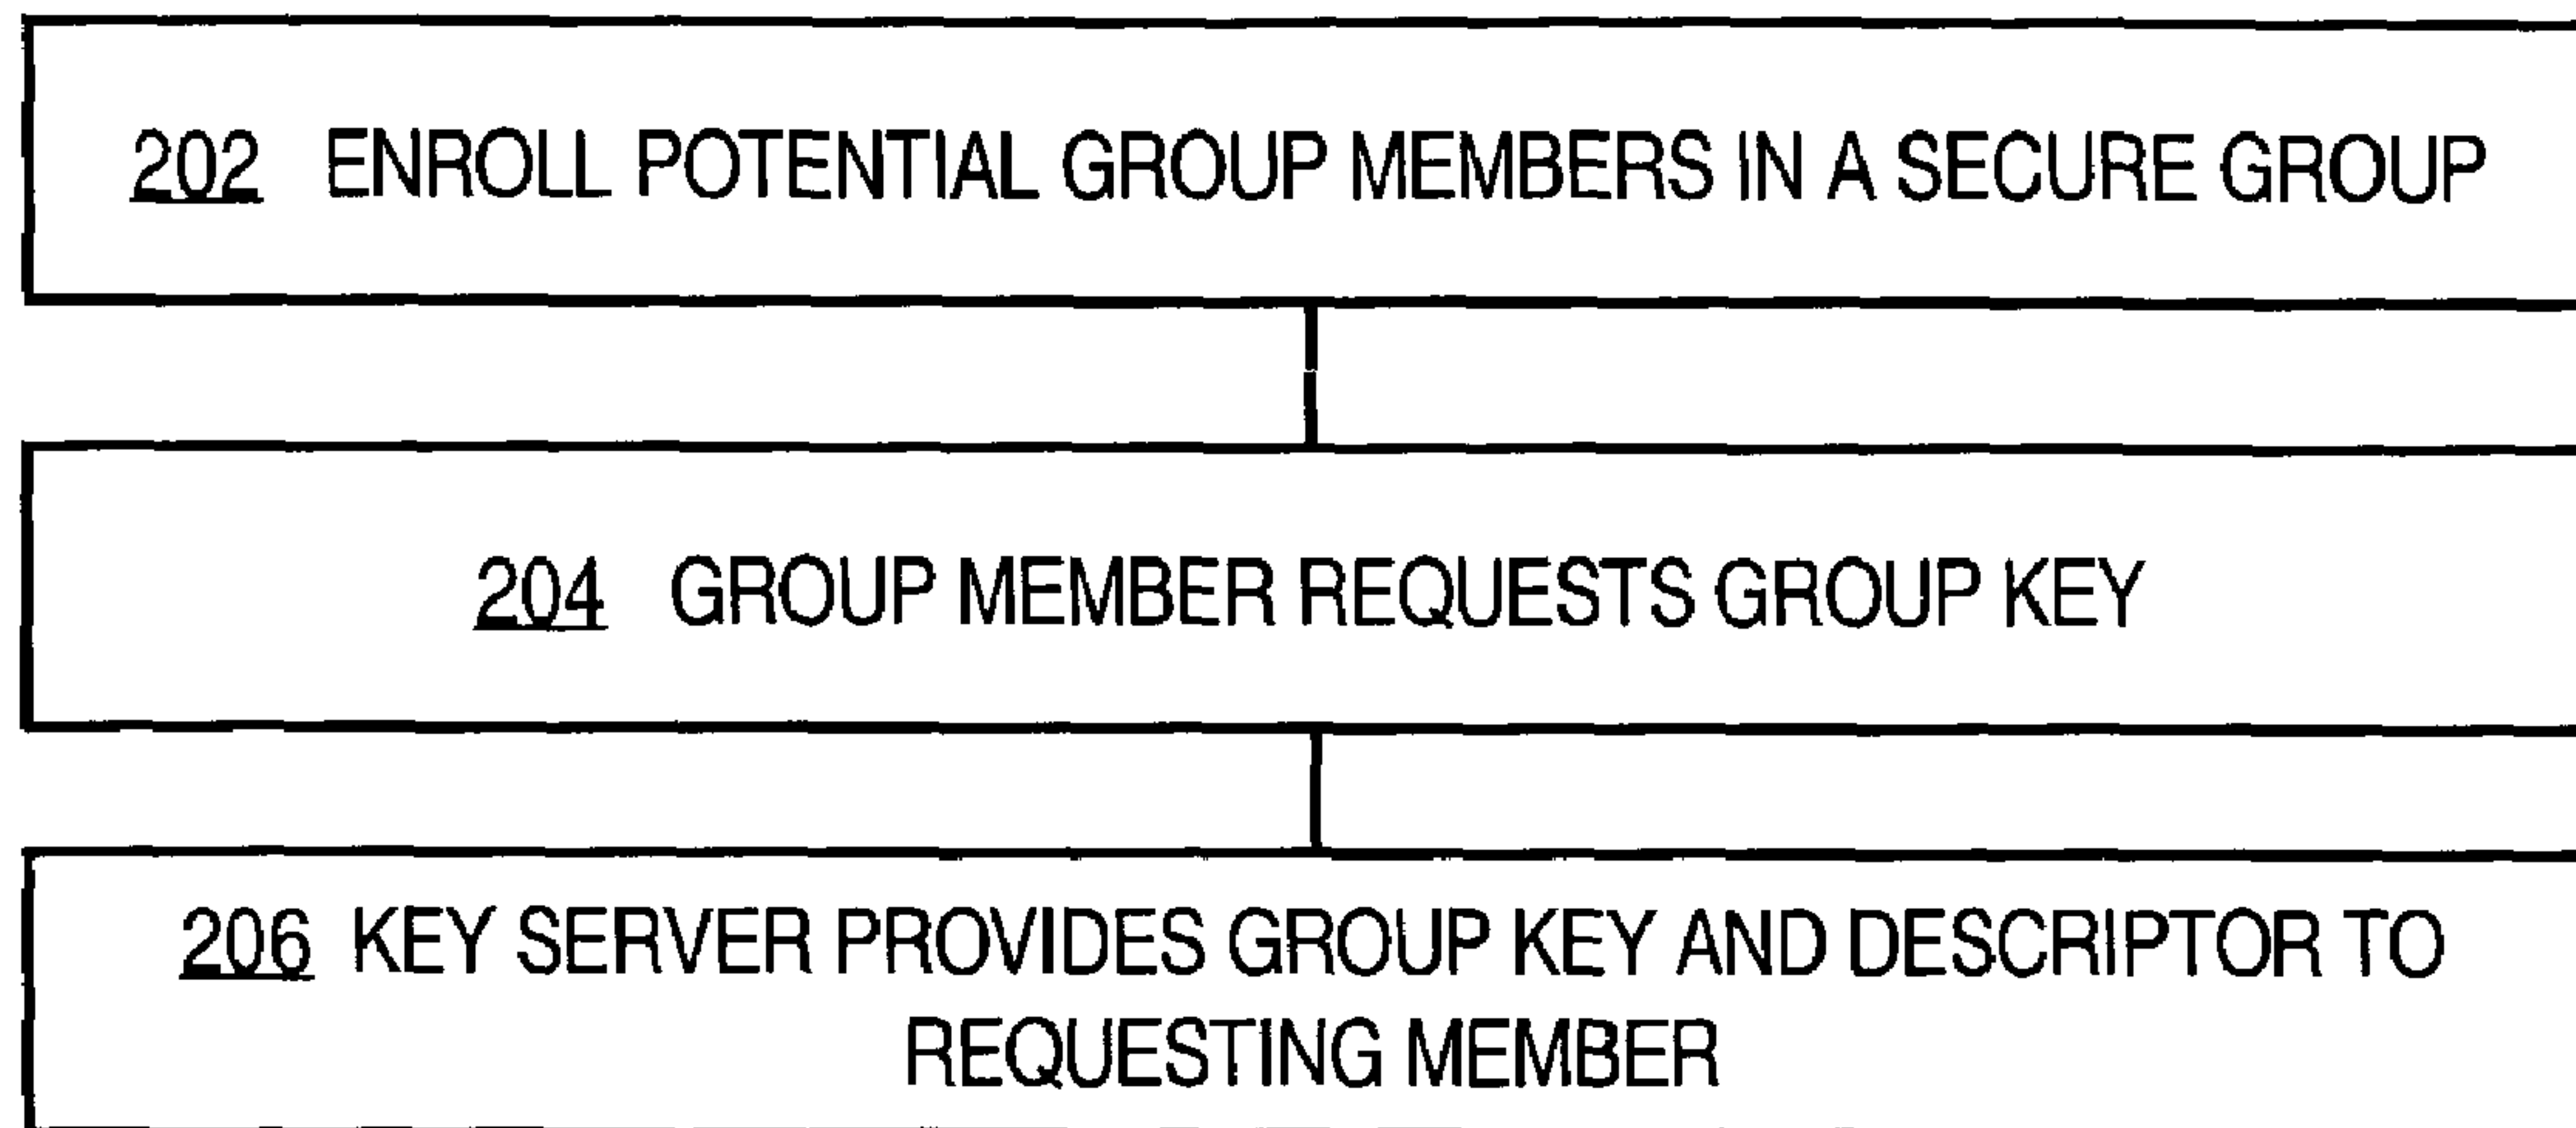 202 ENROLL POTENTIAL GROUP MEMBERS IN A SECURE GROUP
204 GROUP MEMBER REQUESTS GROUP KEY
206 KEY SERVER PROVIDES GROUP KEY AND DESCRIPTOR TO
REQUESTING MEMBER